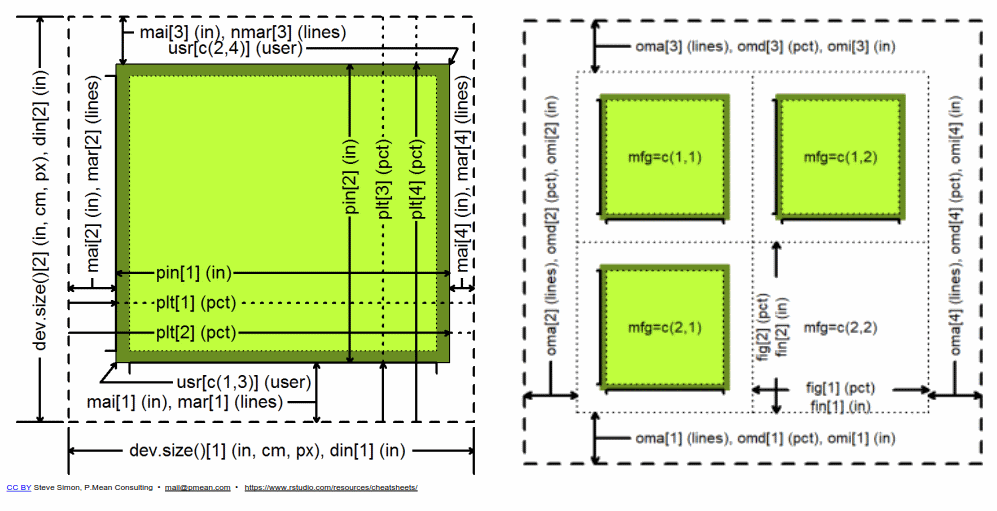 mai[3] (in), nmar[3] (lines)
usr[c(2,4)] (user)
dev.size()[2] (in, cm, px), din[2] (in)
mai[2] (in), mar[2] (lines)
pin[2] (in)
plt[3] (pct)
plt[4] (pct)
mai[4] (in), mar[4] (lines)
pin[1] (in)
plt[1] (pct)
plt[2] (pct)
usr[c(1,3)] (user)
mai[1] (in), mar[1] (lines)
dev.size()[1] (in, cm, px), din[1] (in)
CC BY Steve Simon, P.Mean Consulting • mail@pmean.com • https://www.rstudio.com/resources/cheatsheets/
oma[3] (lines), omd[3] (pct), omi[3] (in)
oma[2] (lines), omd[2] (pct), omi[2] (in)
mfg=c(1,1)
mfg=c(1,2)
oma[4] (lines), omd[4] (pct), omi[4] (in)
mfg=c(2,1)
fig[2] (pct)
fin[2] (in)
mfg=c(2,2)
fig[1] (pct)
fin[1] (in)
oma[1] (lines), omd[1] (pct), omi[1] (in)